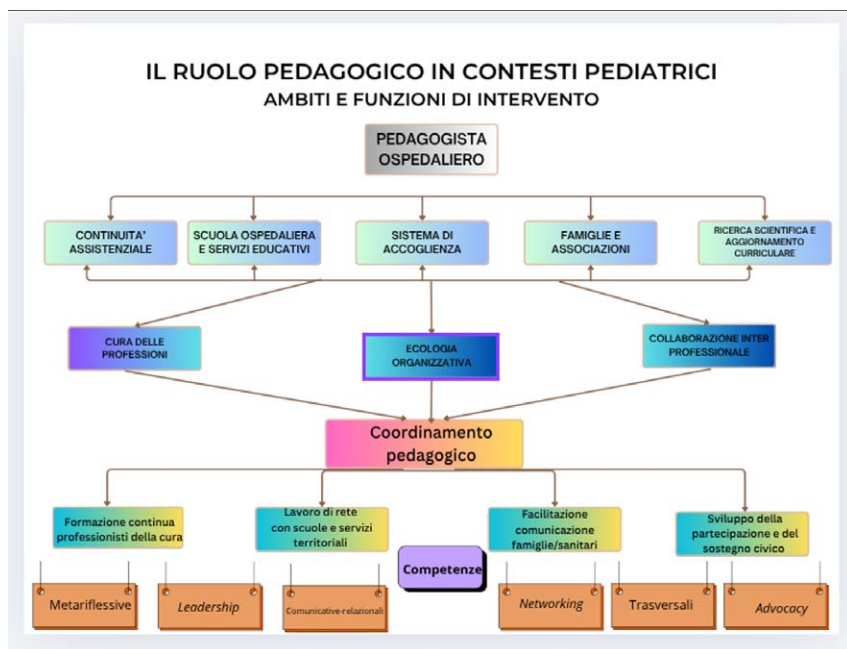 IL RUOLO PEDAGOGICO IN CONTESTI PEDIATRICI
AMBITI E FUNZIONI DI INTERVENTO
PEDAGOGISTA
OSPEDALIERO
CONTINUITA'
ASSISTENZIALE
SCUOLA OSPEDALIERA
E SERVIZI EDUCATIVI
SISTEMA DI
ACCOGLIENZA
FAMIGLIE E
ASSOCIAZIONI
RICERCA SCIENTIFICA E
AGGIORNAMENTO
CURRICULARE
CURA DELLE
PROFESSIONI
ECOLOGIA
ORGANIZZATIVA
COLLABORAZIONE INTER
PROFESSIONALE
Coordinamento
pedagogico
Formazione continua
professionisti della cura
Lavoro di rete
con scuole e servizi
territoriali
Facilitazione
comunicazione
famiglie/sanitari
Sviluppo della
partecipazione e del
sostegno civico
Competenze
Metariflessive
Leadership
Comunicative-relazionali
Networking
Trasversali
Advocacy